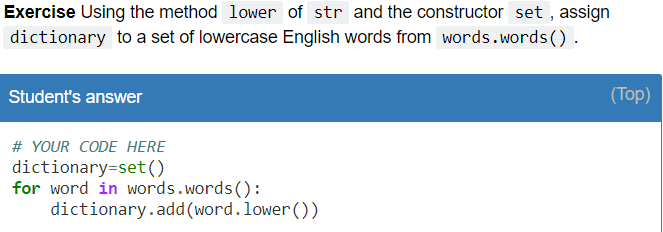 Exercise Using the method lower of str and the constructor set , assign
dictionary to a set of lowercase English words from words.words() .
Student's answer
(Top)
# YOUR CODE HERE
dictionary=set()
for word in words.words():
    dictionary.add(word.lower())